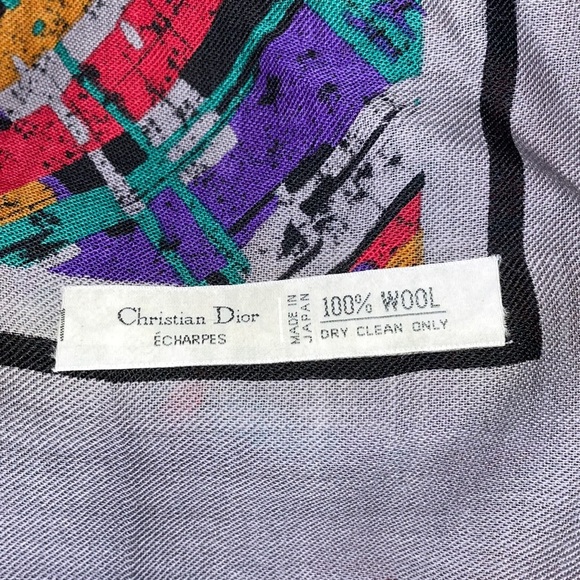 Christian Dior
ÉCHARPES
MADE IN
JAPAN
100% WOOL
DRY CLEAN ONLY